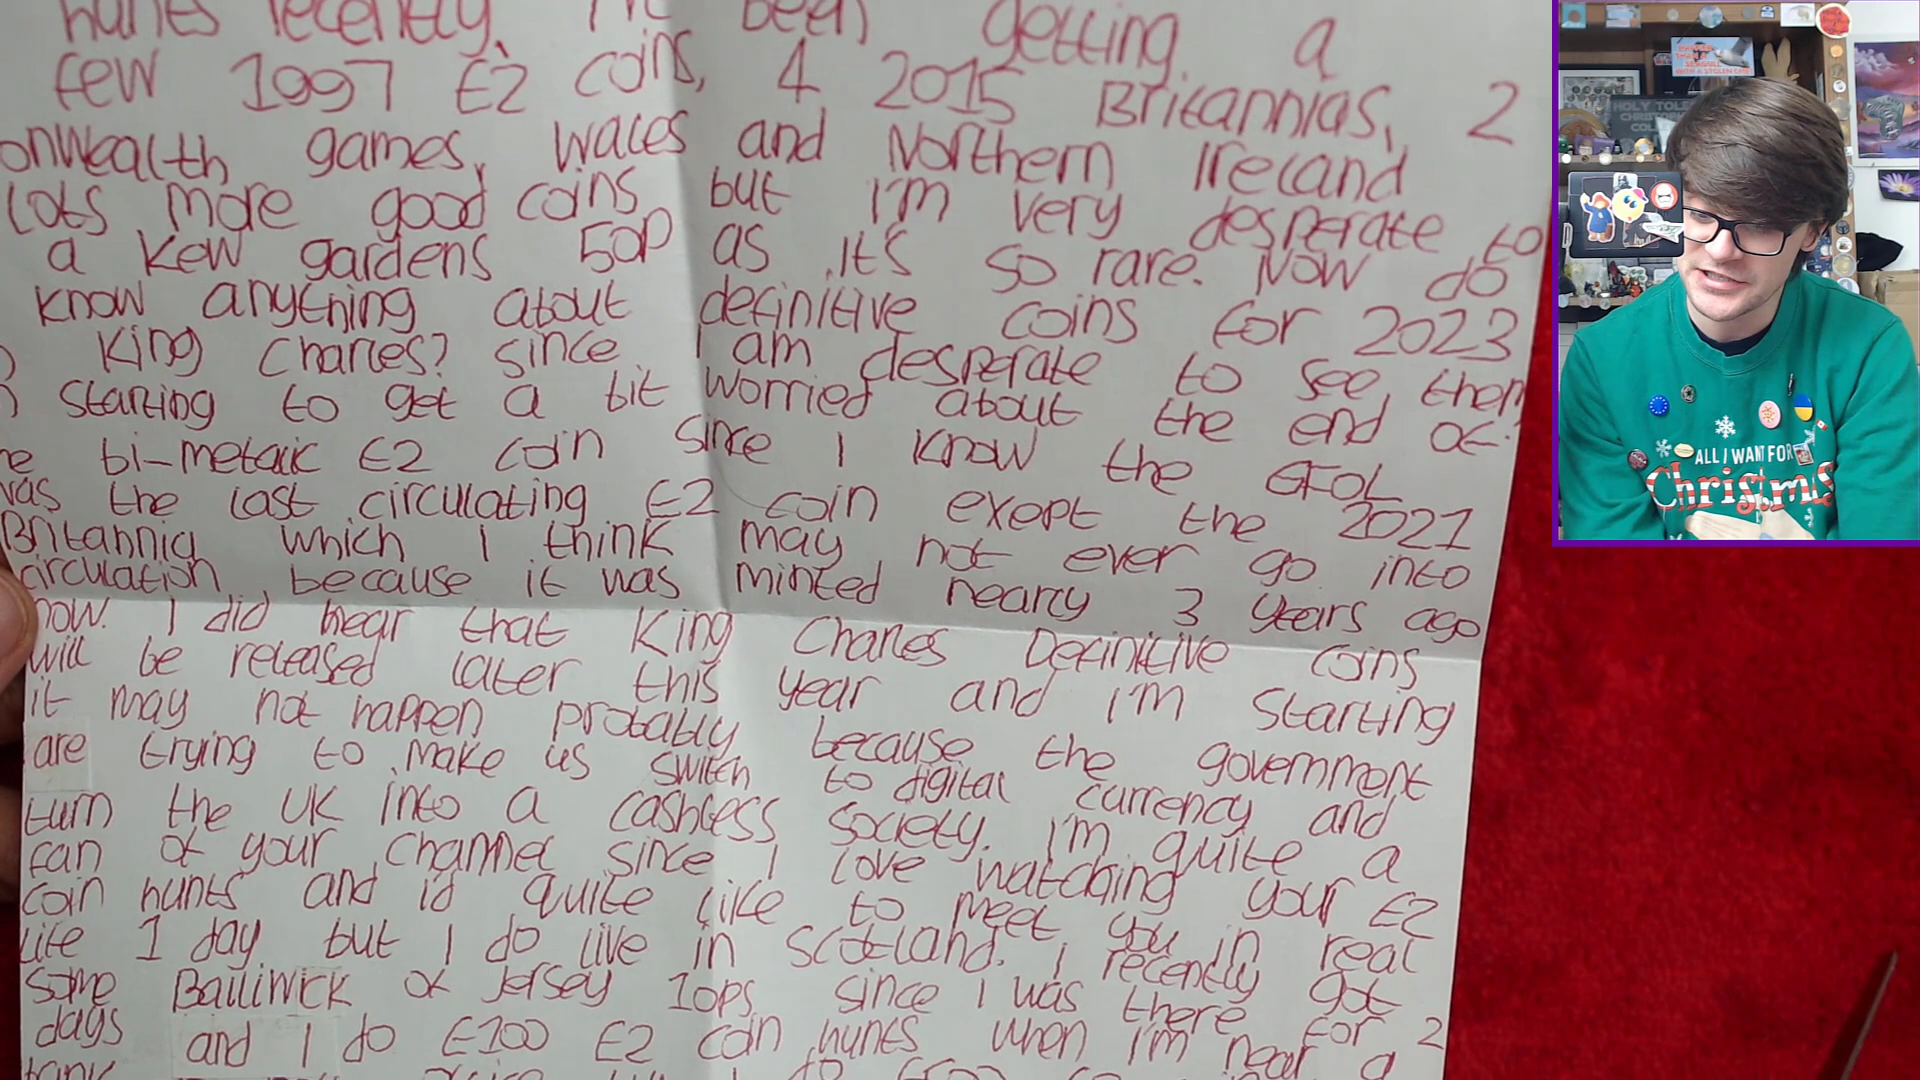 hunts recently, I've been getting a
few 1997 £2 coins, 4 2015 Britannias, 2
onwealth games, Wales and Northern Ireland
lots more good coins but I'm very desperate to
a Kew gardens 50p as it's so rare. Now do
know anything about definitive coins for 2023
King Charles? since I am desperate to see them
starting to get a bit worried about the end of
bi-metalic £2 coin since I know the GFOL
was the last circulating £2 coin exept the 2021
Britannia which I think may not ever go into
circulation because it was minted nearly 3 years ago
now. I did hear that King Charles Definitive coins
will be released later this year and I'm starting
it may not happen probably because the government
are trying to make us switch to digital currency and
turn the UK into a cashless society. I'm quite a
fan of your channel since I love watching your £2
coin hunts and i'd quite like to meet you in real
life 1 day but I do live in Scotland. I recently got
some Bailiwick of Jersey 10ps since I was there for 2
days and I do £100 £2 coin hunts when I'm near a
bank
HOLY TOLE
CHRISTO
COL
ALL I WANT FOR
Christmas